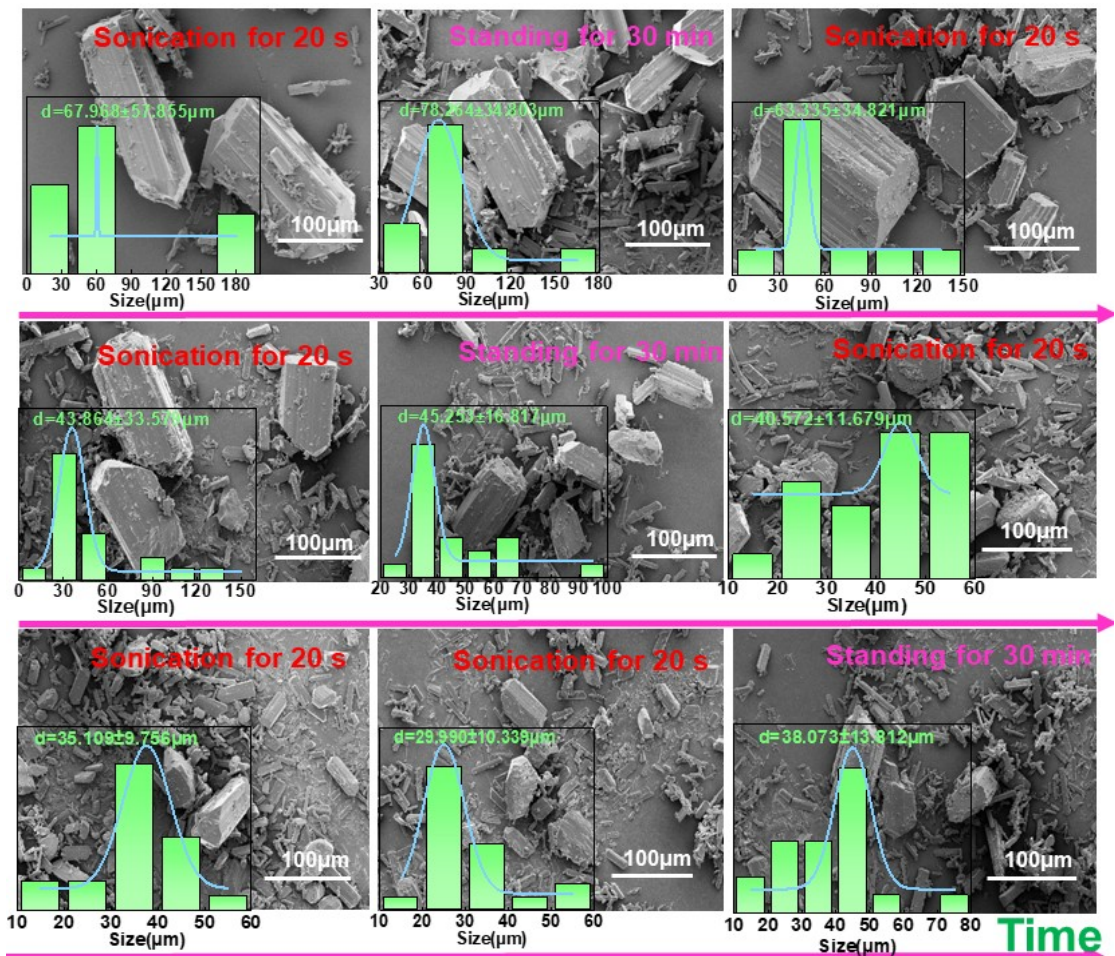 Sonication for 20 s
d=67.968±57.855µm
100µm
0 30 60 90 110 150 180
Size(µm)
Standing for 30 min
d=78.264±34.803µm
100µm
30 60 90 110 150 180
Size(µm)
Sonication for 20 s
d=63.335±34.821µm
100µm
0 30 60 90 120 150
Size(µm)
Sonication for 20 s
100µm
0 30 60 90 120 150
Size(µm)
Standing for 30 min
d=45.253±16.817µm
100µm
20 30 40 50 60 70 80 90 100
Size(µm)
Sonication for 20 s
d=40.572±11.679µm
100µm
10 20 30 40 50 60
Size(µm)
Sonication for 20 s
d=35.109±9.756µm
100µm
10 20 30 40 50 60
Size(µm)
Sonication for 20 s
d=29.990±10.339µm
100µm
10 20 30 40 50 60
Size(µm)
Standing for 30 min
d=38.073±13.812µm
100µm
10 20 30 40 50 60 70 80
Size(µm)
Time